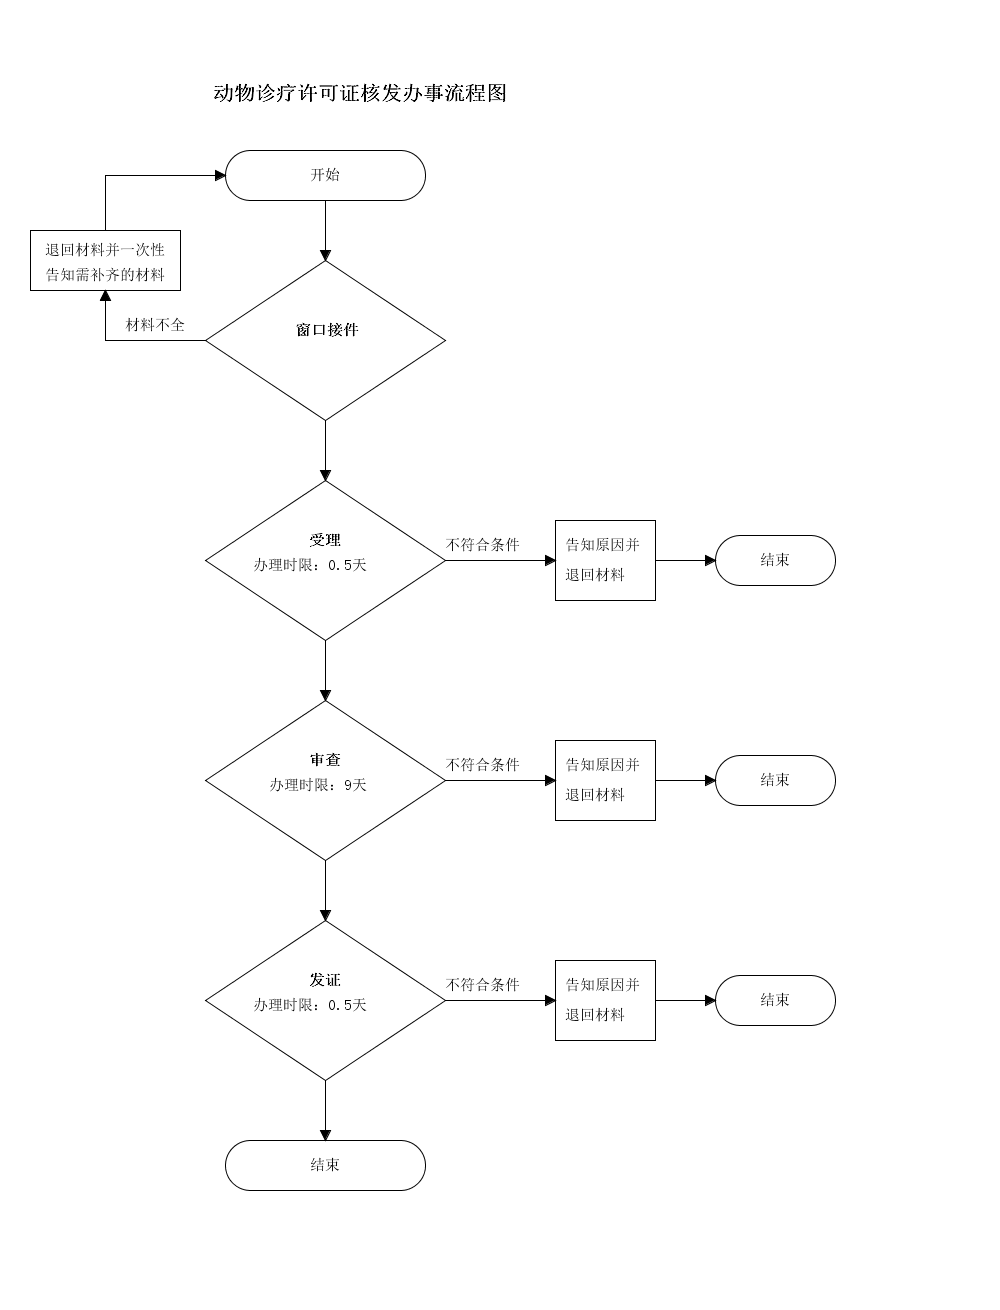 动物诊疗许可证核发办事流程图
开始
退回材料并一次性
告知需补齐的材料
材料不全
窗口接件
受理
办理时限：0.5天
不符合条件
告知原因并
退回材料
结束
审查
办理时限：9天
不符合条件
告知原因并
退回材料
结束
发证
办理时限：0.5天
不符合条件
告知原因并
退回材料
结束
结束